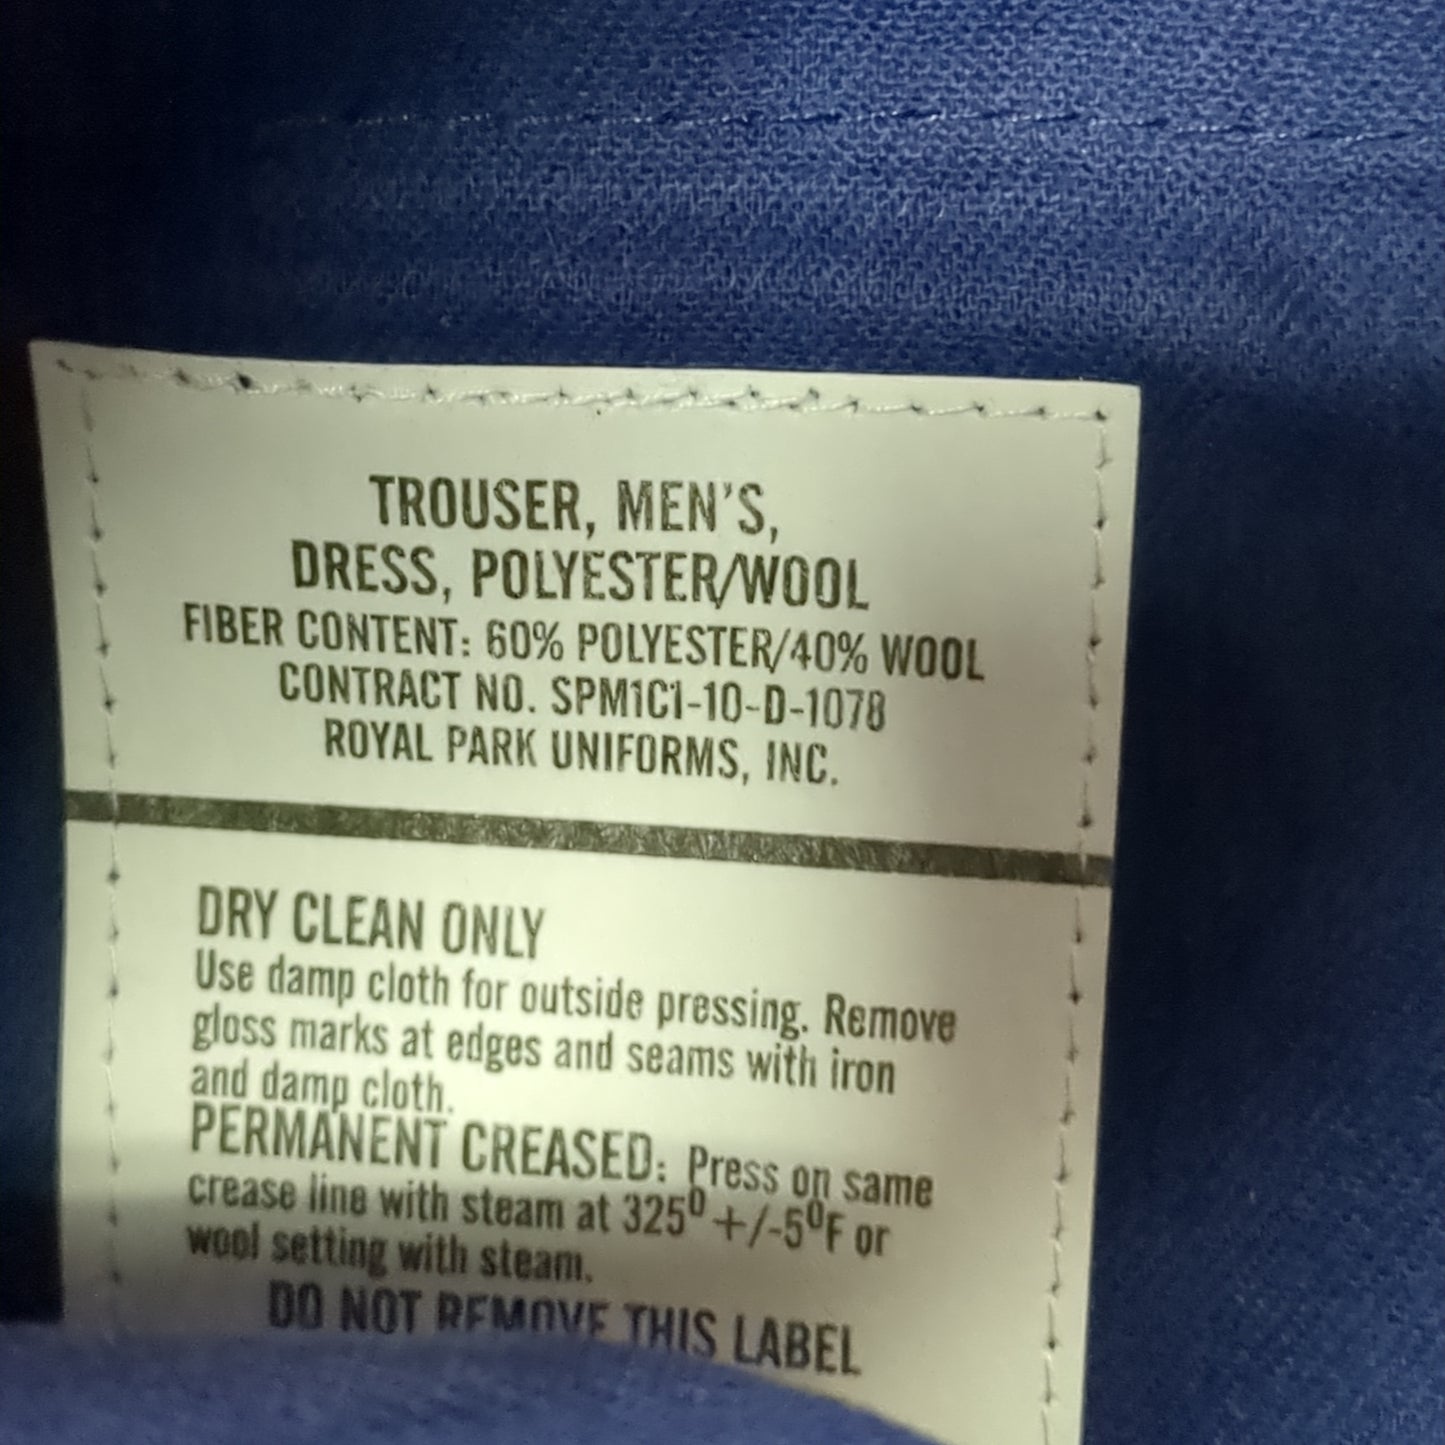 TROUSER, MEN'S,
DRESS, POLYESTER/WOOL
FIBER CONTENT: 60% POLYESTER/40% WOOL
CONTRACT NO. SPM1C1-10-D-1078
ROYAL PARK UNIFORMS, INC.
DRY CLEAN ONLY
Use damp cloth for outside pressing. Remove
gloss marks at edges and seams with iron
and damp cloth.
PERMANENT CREASED: Press on same
crease line with steam at 325⁰ +/-5⁰F or
wool setting with steam.
DO NOT REMOVE THIS LABEL